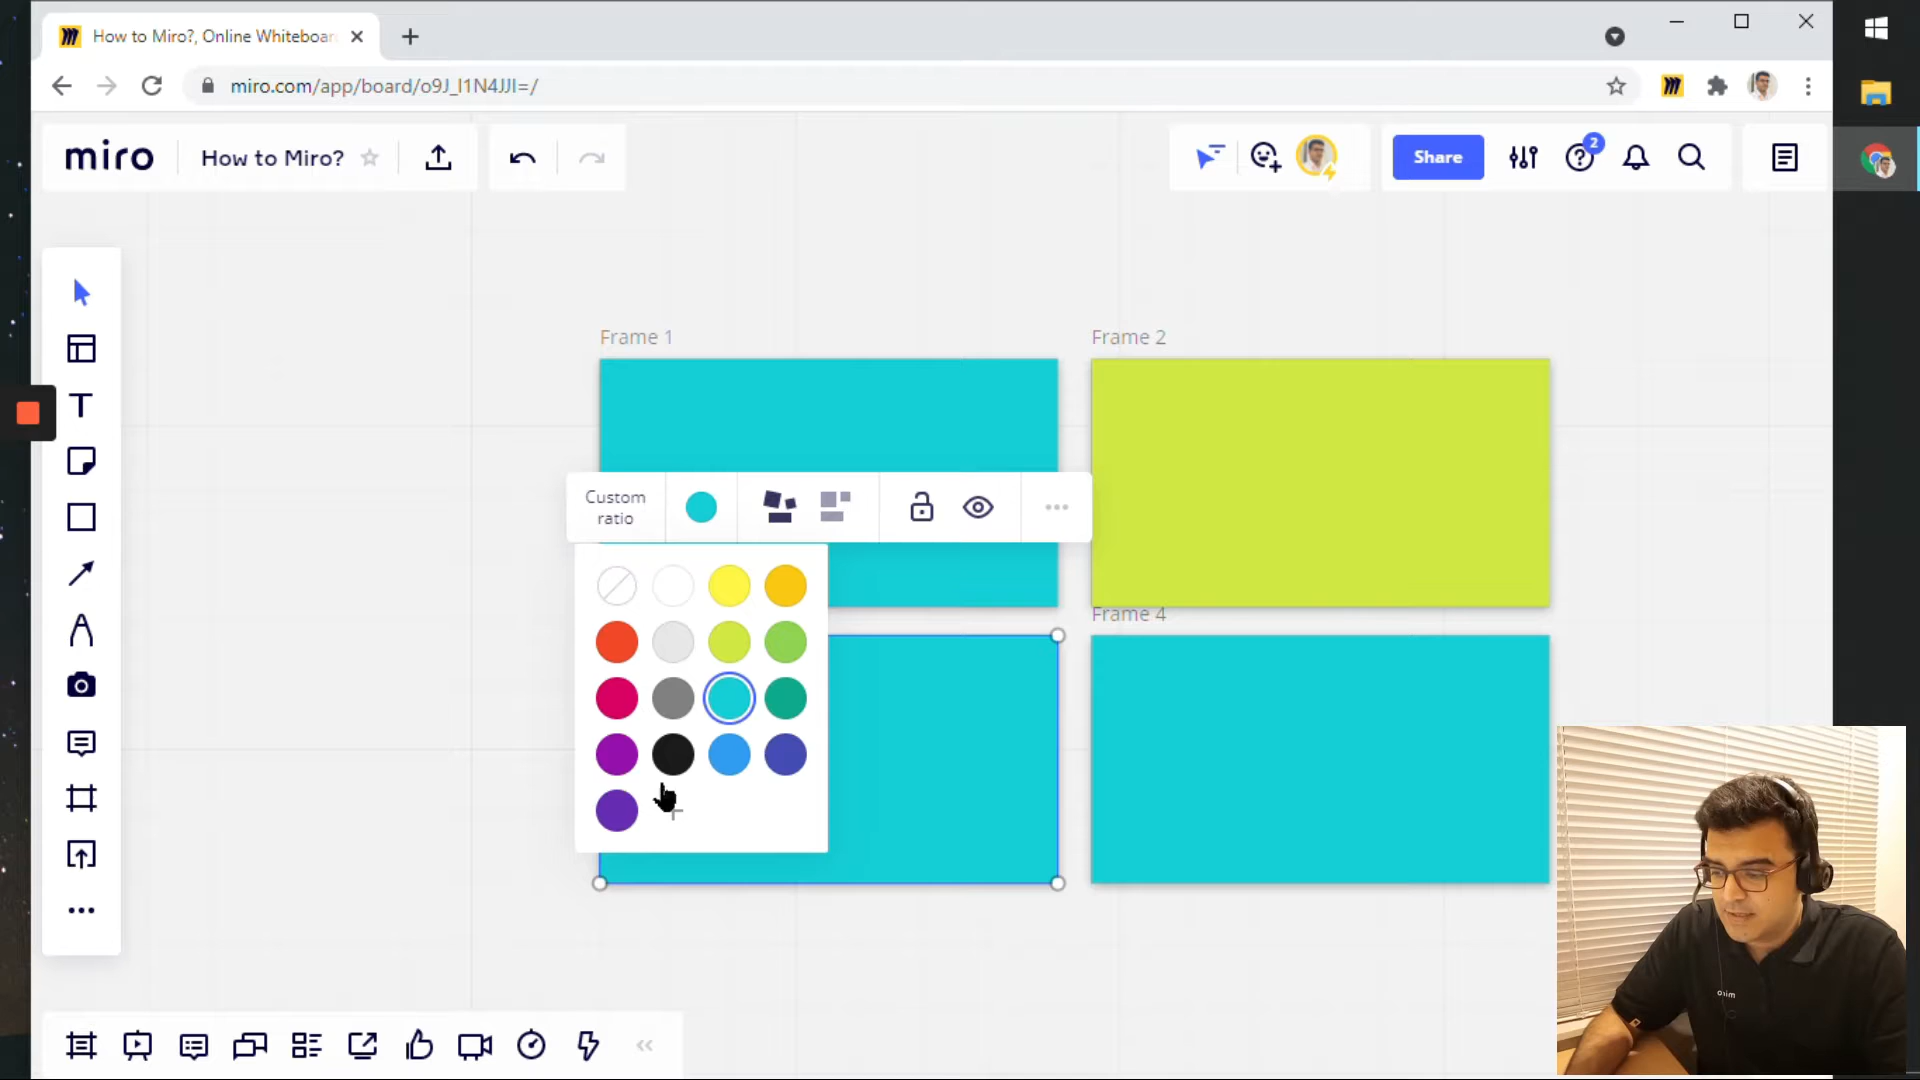 How to Miro?, Online Whiteboar
miro.com/app/board/o9J_l1N4JJI=/
miro
How to Miro?
Share
2
Frame 1
Frame 2
Custom
ratio
Frame 4
miro